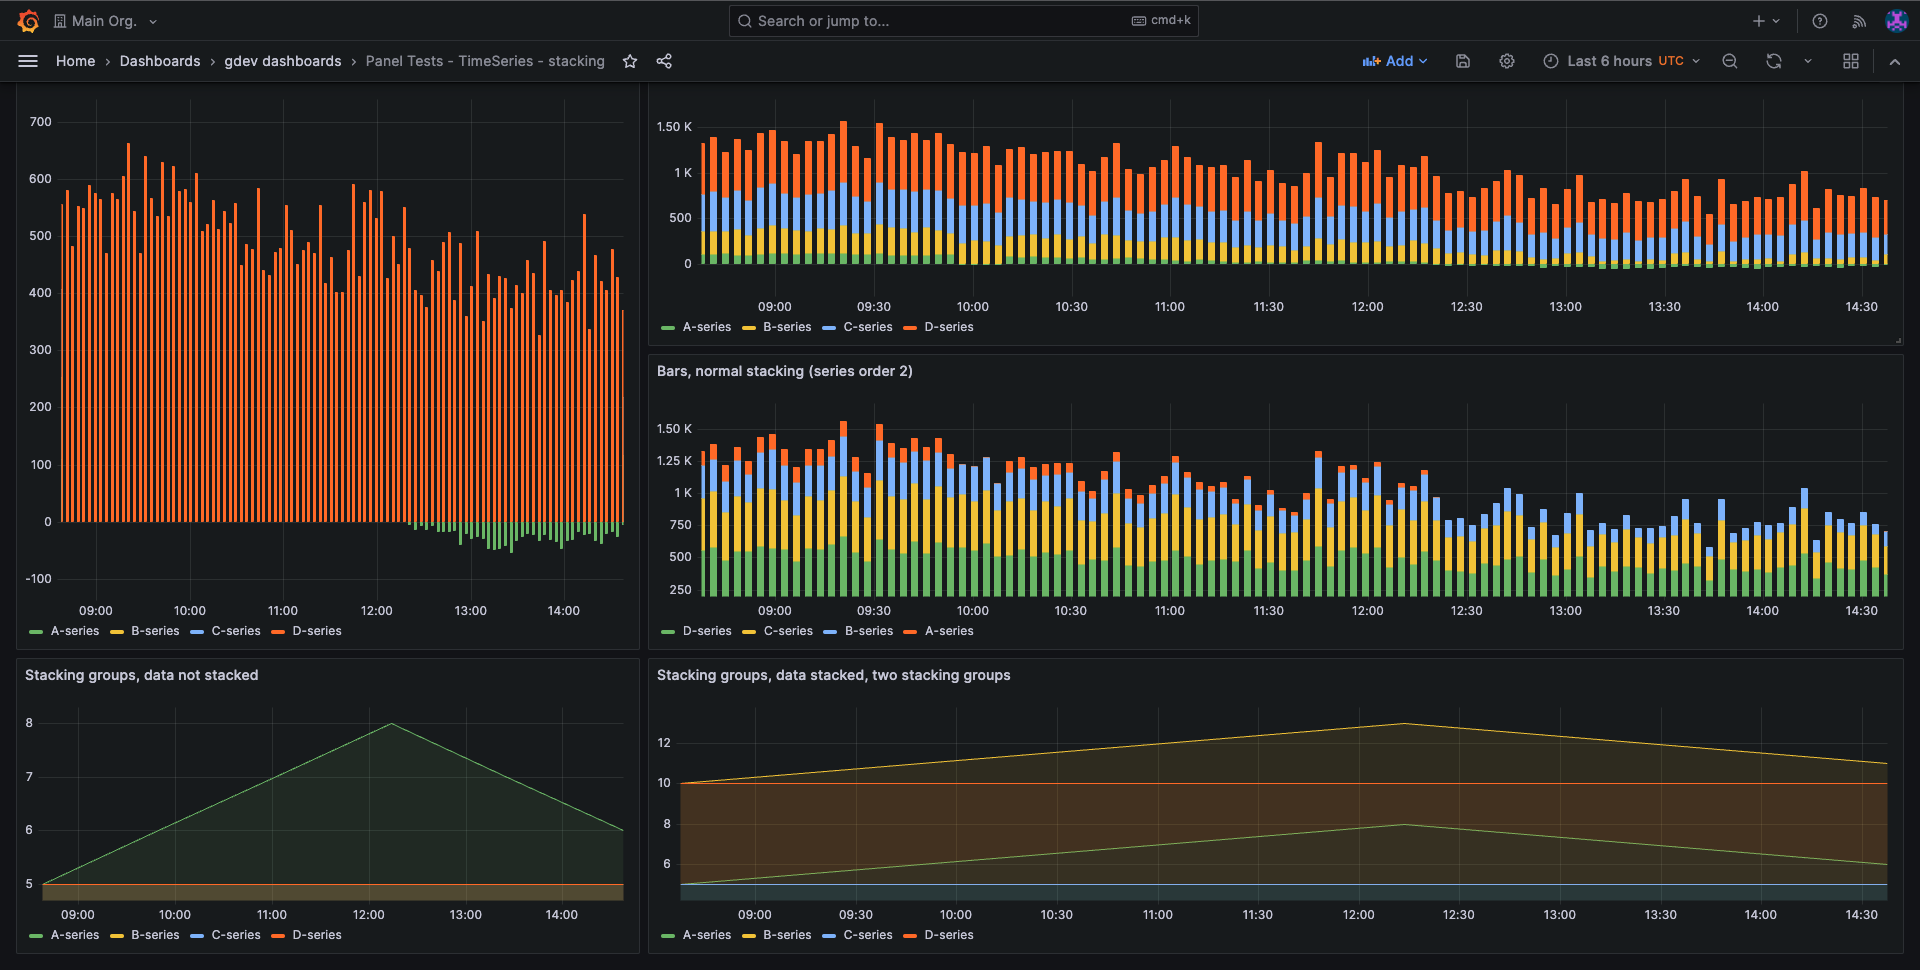 Main Org.
Search or jump to...
cmd+k
Home › Dashboards › gdev dashboards › Panel Tests - TimeSeries - stacking
Add
Last 6 hours UTC
700
600
500
400
300
200
100
0
-100
09:00 10:00 11:00 12:00 13:00 14:00
A-series B-series C-series D-series
1.50 K
1 K
500
0
09:00 09:30 10:00 10:30 11:00 11:30 12:00 12:30 13:00 13:30 14:00 14:30
A-series B-series C-series D-series
Bars, normal stacking (series order 2)
1.50 K
1.25 K
1 K
750
500
250
09:00 09:30 10:00 10:30 11:00 11:30 12:00 12:30 13:00 13:30 14:00 14:30
D-series C-series B-series A-series
Stacking groups, data not stacked
8
7
6
5
09:00 10:00 11:00 12:00 13:00 14:00
A-series B-series C-series D-series
Stacking groups, data stacked, two stacking groups
12
10
8
6
09:00 09:30 10:00 10:30 11:00 11:30 12:00 12:30 13:00 13:30 14:00 14:30
A-series B-series C-series D-series